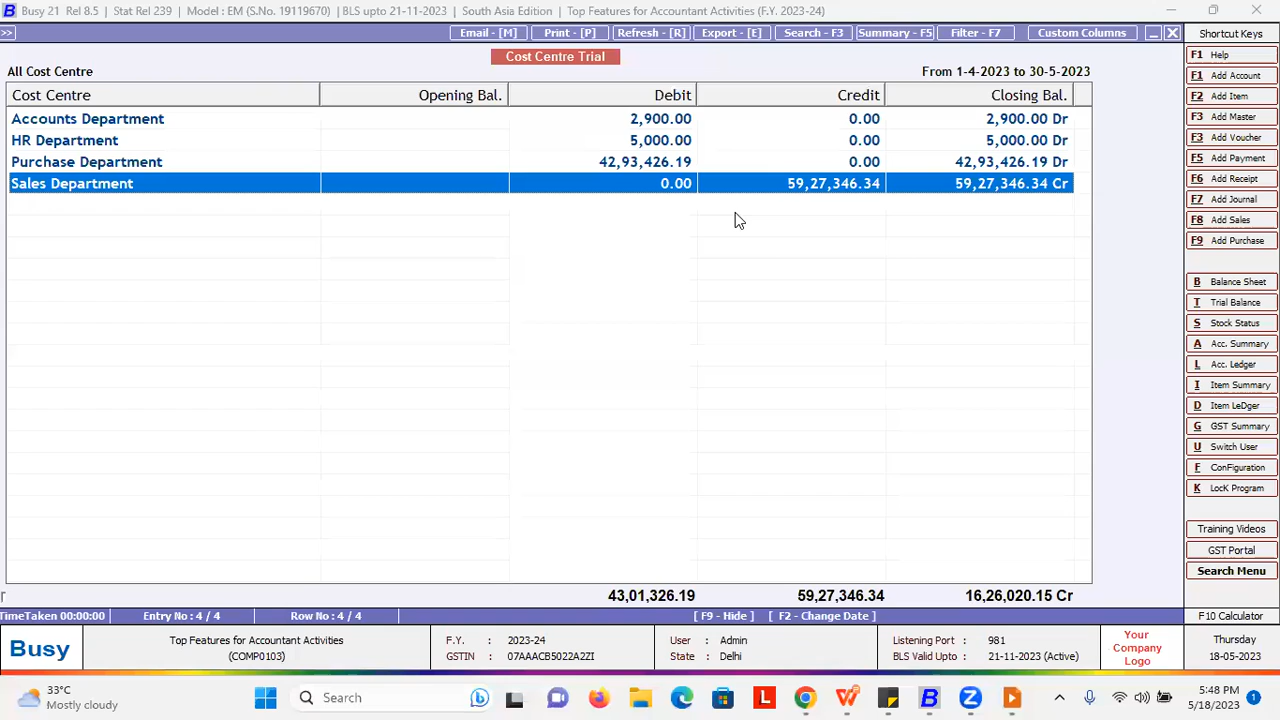 Busy 21 Rel 8.5 | Stat Rel 239 | Model : EM (S.No. 19119670) | BLS upto 21-11-2023 | South Asia Edition | Top Features for Accountant Activities (F.Y. 2023-24)
>> Email - [M] Print - [P] Refresh - [R] Export - [E] Search - F3 Summary - F5 Filter - F7 Custom Columns
Cost Centre Trial
All Cost Centre From 1-4-2023 to 30-5-2023
Cost Centre Opening Bal. Debit Credit Closing Bal.
Accounts Department 2,900.00 0.00 2,900.00 Dr
HR Department 5,000.00 0.00 5,000.00 Dr
Purchase Department 42,93,426.19 0.00 42,93,426.19 Dr
Sales Department 0.00 59,27,346.34 59,27,346.34 Cr
43,01,326.19 59,27,346.34 16,26,020.15 Cr
TimeTaken 00:00:00 Entry No : 4 / 4 Row No : 4 / 4 [ F9 - Hide ] [ F2 - Change Date ]
Shortcut Keys
F1 Help
F1 Add Account
F2 Add Item
F3 Add Master
F3 Add Voucher
F5 Add Payment
F6 Add Receipt
F7 Add Journal
F8 Add Sales
F9 Add Purchase
B Balance Sheet
T Trial Balance
S Stock Status
A Acc. Summary
L Acc. Ledger
I Item Summary
D Item LeDger
G GST Summary
U Switch User
F ConFiguration
K LocK Program
Training Videos
GST Portal
Search Menu
F10 Calculator
Busy
Top Features for Accountant Activities
(COMP0103)
F.Y. : 2023-24
GSTIN : 07AAACB5022A2ZI
User : Admin
State : Delhi
Listening Port : 981
BLS Valid Upto : 21-11-2023 (Active)
Your
Company
Logo
Thursday
18-05-2023
33°C
Mostly cloudy
Search
5:48 PM
5/18/2023